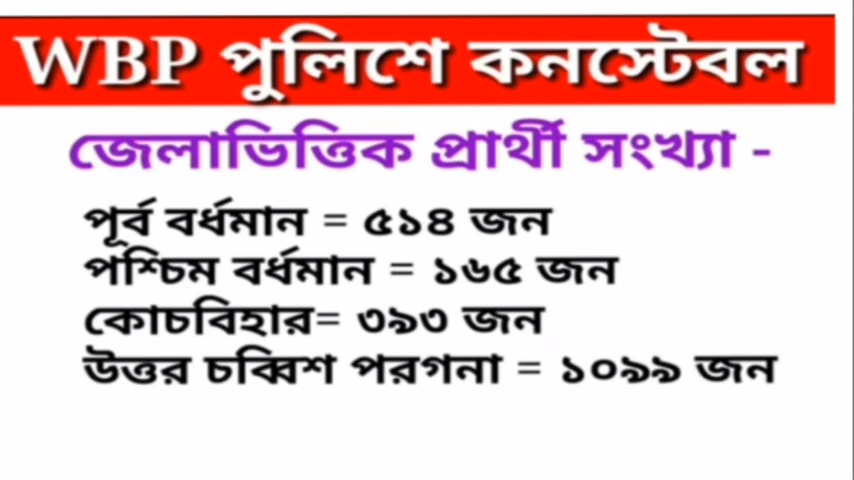 WBP পুলিশে কনস্টেবল
জেলাভিত্তিক প্রার্থী সংখ্যা -
পূর্ব বর্ধমান = ৫১৪ জন
পশ্চিম বর্ধমান = ১৬৫ জন
কোচবিহার= ৩৯৩ জন
উত্তর চব্বিশ পরগনা = ১০৯৯ জন